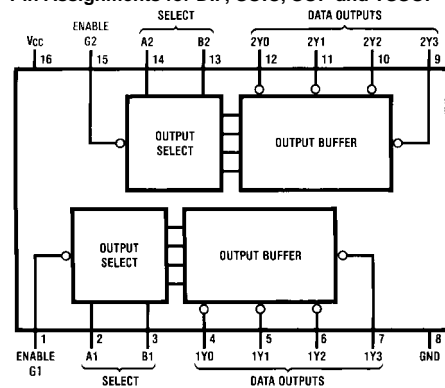 Pin Assignments for DIP, SOIC, SOP and TSSOP
SELECT
DATA OUTPUTS
ENABLE
VCC G2 A2 B2 2Y0 2Y1 2Y2 2Y3
16 15 14 13 12 11 10 9
OUTPUT
SELECT
OUTPUT BUFFER
OUTPUT
SELECT
OUTPUT BUFFER
1 2 3 4 5 6 7 8
ENABLE
G1
A1 B1 1Y0 1Y1 1Y2 1Y3 GND
SELECT
DATA OUTPUTS